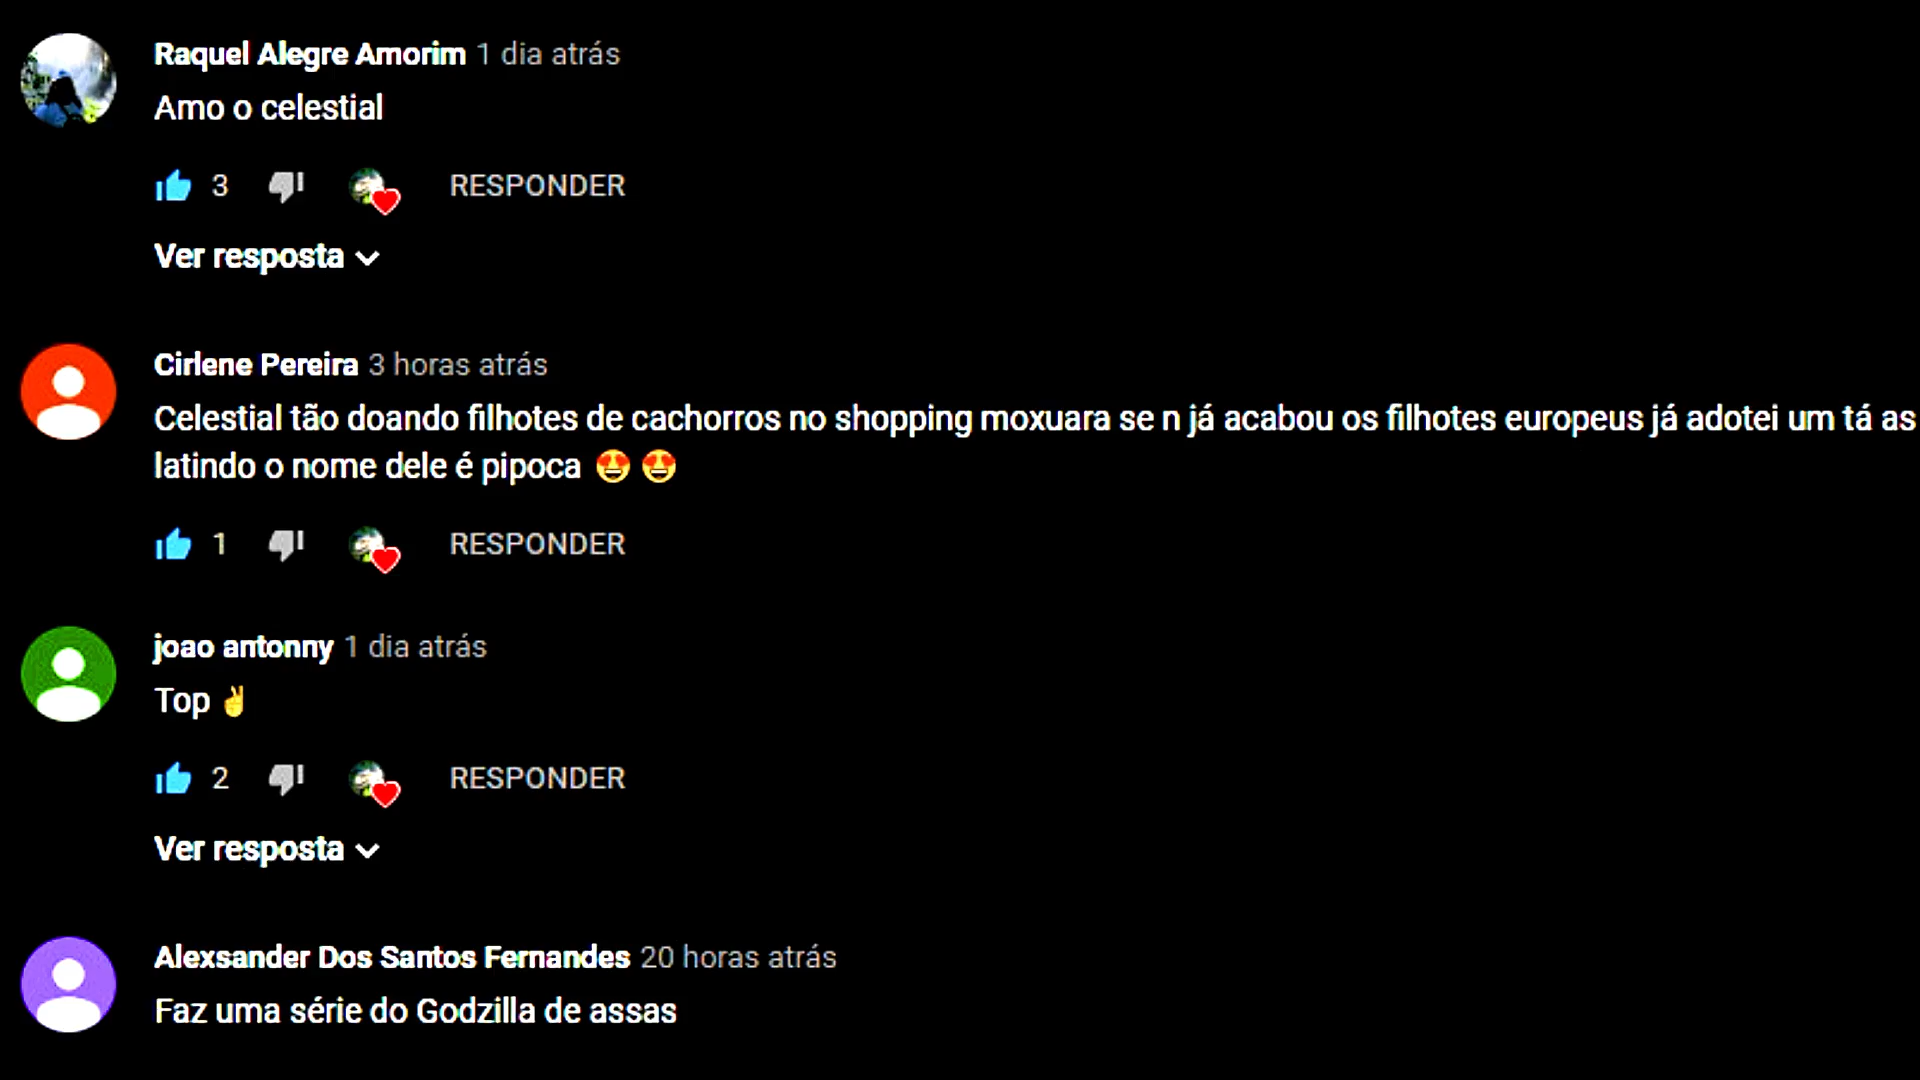 Raquel Alegre Amorim 1 dia atrás
Amo o celestial
3 RESPONDER
Ver resposta
Cirlene Pereira 3 horas atrás
Celestial tão doando filhotes de cachorros no shopping moxuara se n já acabou os filhotes europeus já adotei um tá as
latindo o nome dele é pipoca 😍 😍
1 RESPONDER
joao antonny 1 dia atrás
Top ✌
2 RESPONDER
Ver resposta
Alexsander Dos Santos Fernandes 20 horas atrás
Faz uma série do Godzilla de assas